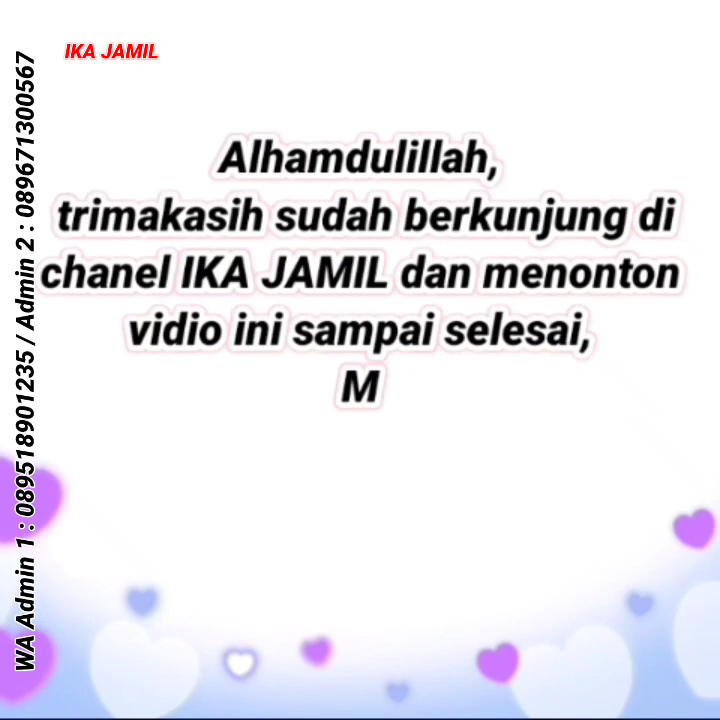 IKA JAMIL
Alhamdulillah,
trimakasih sudah berkunjung di
chanel IKA JAMIL dan menonton
vidio ini sampai selesai,
M
WA Admin 1 : 089518901235 / Admin 2 : 089671300567